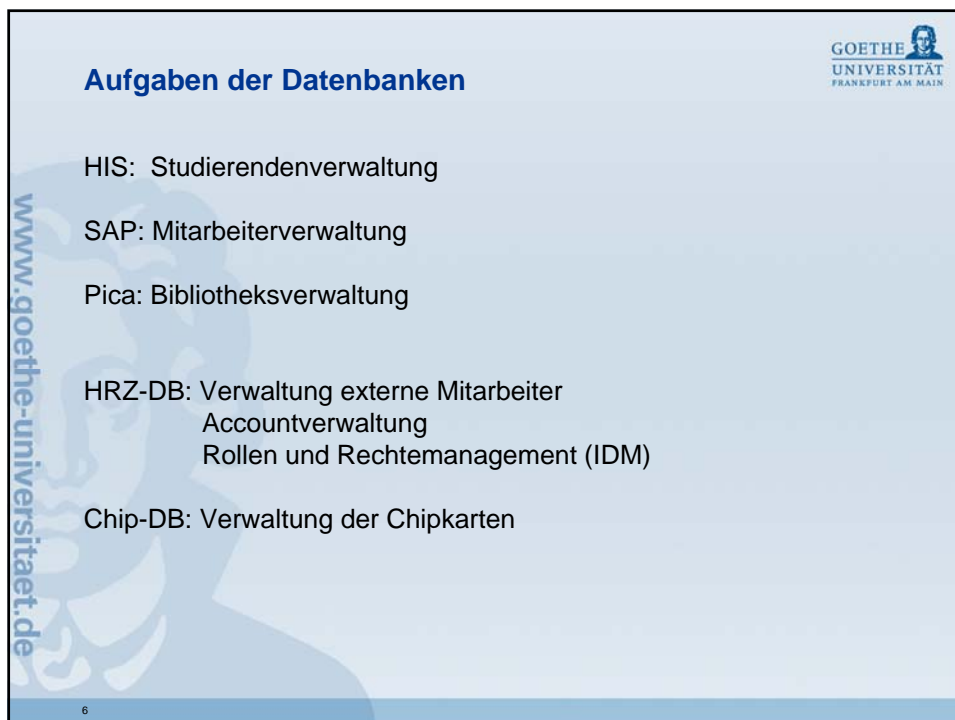 GOETHE
UNIVERSITÄT
FRANKFURT AM MAIN
Aufgaben der Datenbanken
HIS: Studierendenverwaltung
SAP: Mitarbeiterverwaltung
Pica: Bibliotheksverwaltung
HRZ-DB: Verwaltung externe Mitarbeiter
Accountverwaltung
Rollen und Rechtemanagement (IDM)
Chip-DB: Verwaltung der Chipkarten
www.goethe-universitaet.de
6